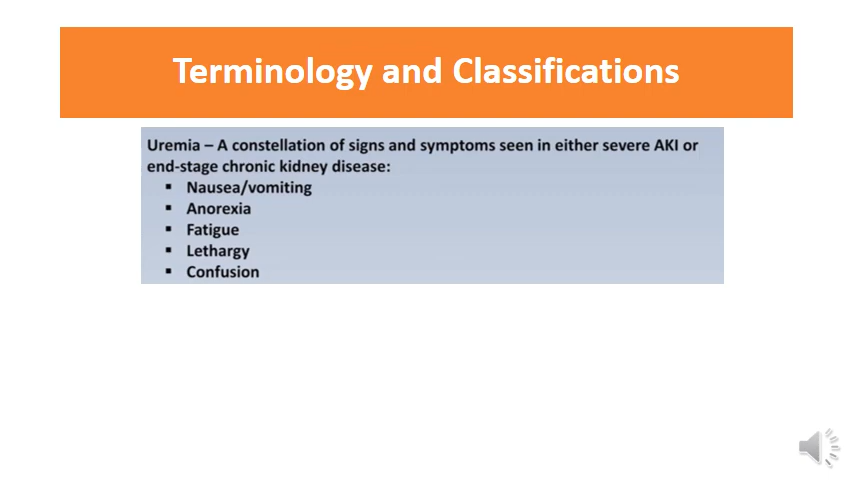 Terminology and Classifications
Uremia – A constellation of signs and symptoms seen in either severe AKI or
end-stage chronic kidney disease:
▪ Nausea/vomiting
▪ Anorexia
▪ Fatigue
▪ Lethargy
▪ Confusion